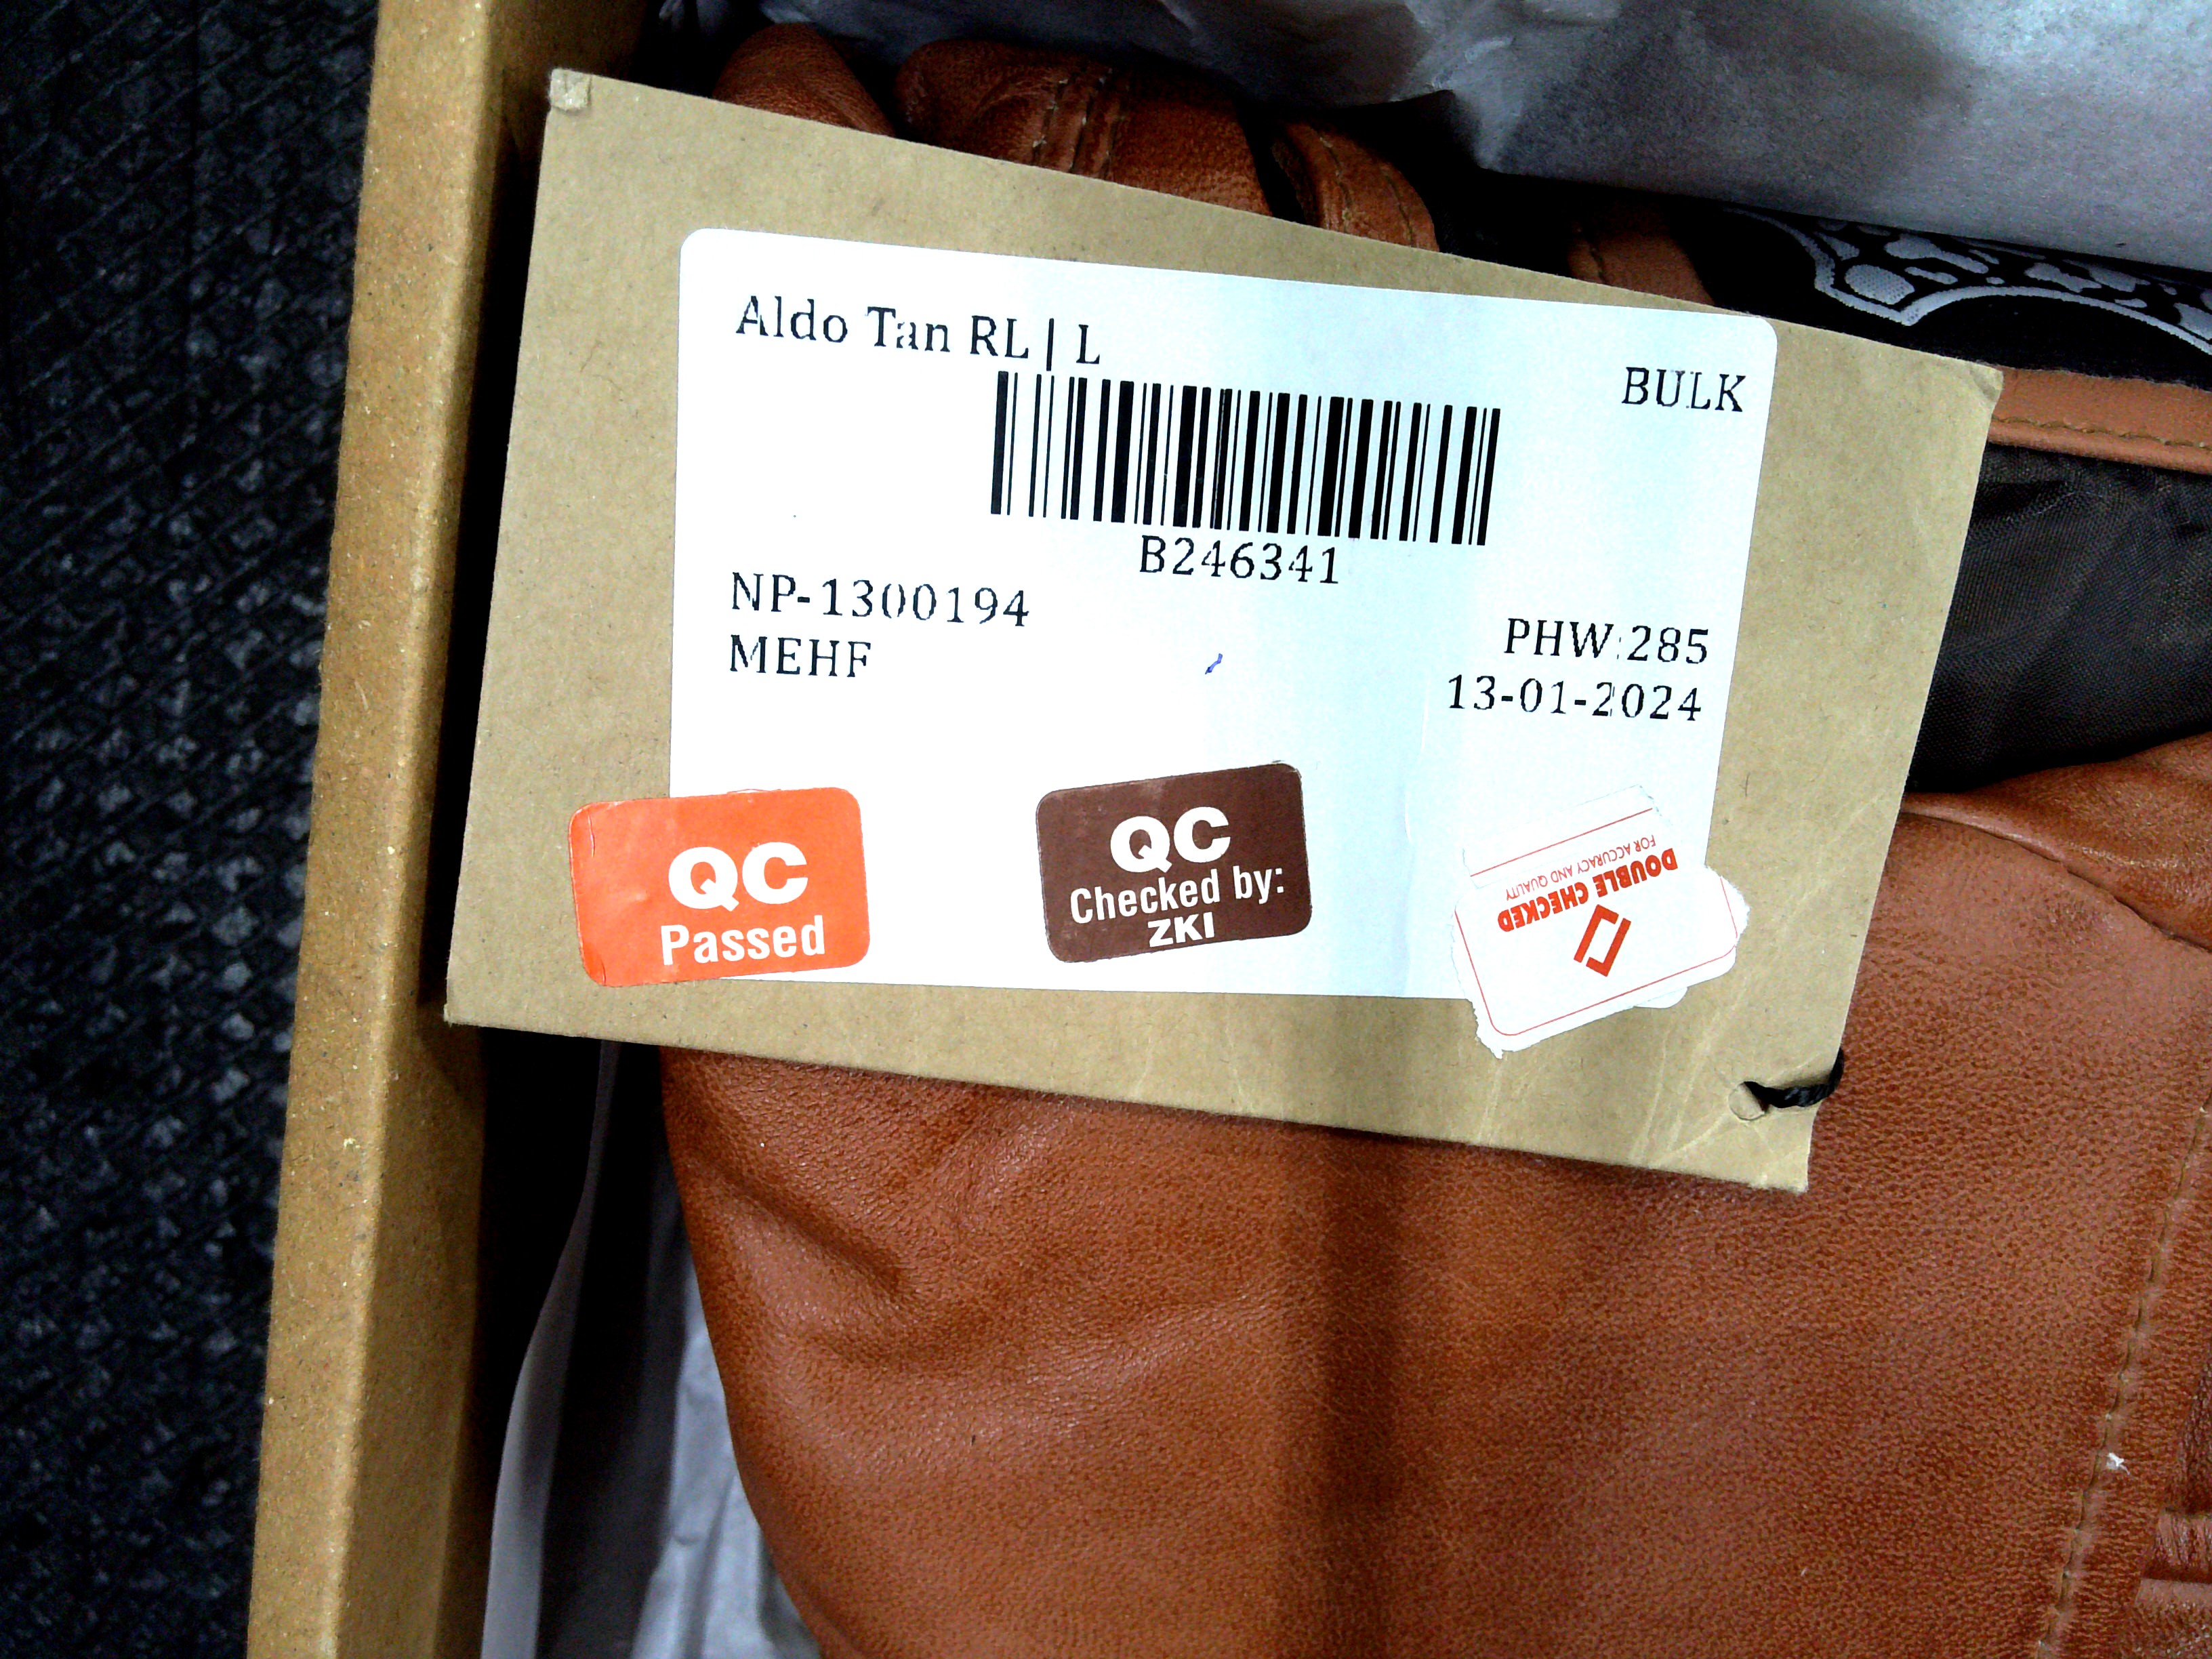 Aldo Tan RL | L
BULK
B246341
NP-1300194
MEHF
PHW:285
13-01-2024
QC
Passed
QC
Checked by:
ZKI
DOUBLE CHECKED
FOR ACCURACY AND QUALITY